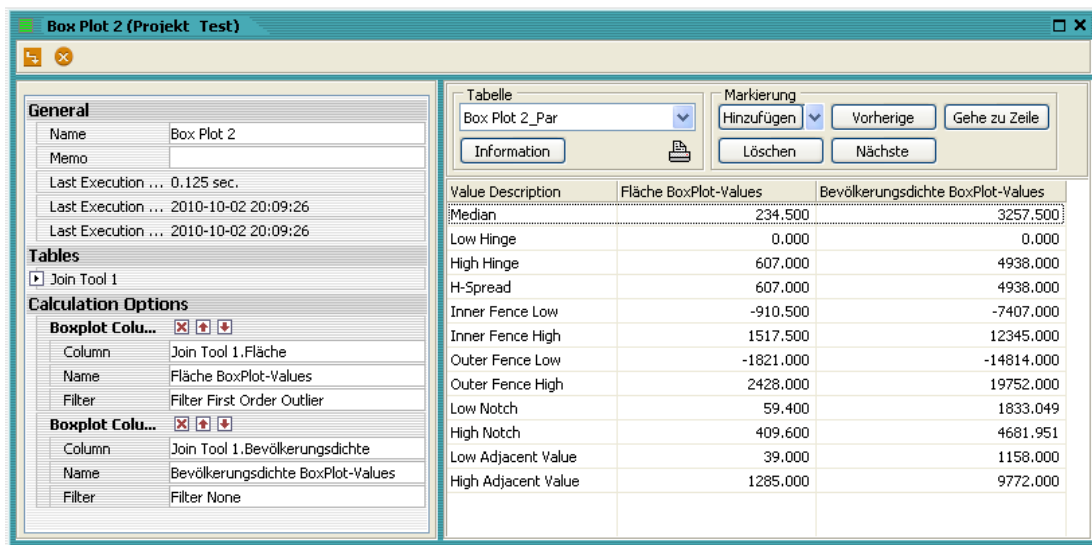 Box Plot 2 (Projekt Test)
General
Name Box Plot 2
Memo
Last Execution ... 0.125 sec.
Last Execution ... 2010-10-02 20:09:26
Last Execution ... 2010-10-02 20:09:26
Tables
Join Tool 1
Calculation Options
Boxplot Colu...
Column Join Tool 1.Fläche
Name Fläche BoxPlot-Values
Filter Filter First Order Outlier
Boxplot Colu...
Column Join Tool 1.Bevölkerungsdichte
Name Bevölkerungsdichte BoxPlot-Values
Filter Filter None
Tabelle
Box Plot 2_Par
Information
Markierung
Hinzufügen Vorherige Gehe zu Zeile
Löschen Nächste
Value Description Fläche BoxPlot-Values Bevölkerungsdichte BoxPlot-Values
Median 234.500 3257.500
Low Hinge 0.000 0.000
High Hinge 607.000 4938.000
H-Spread 607.000 4938.000
Inner Fence Low -910.500 -7407.000
Inner Fence High 1517.500 12345.000
Outer Fence Low -1821.000 -14814.000
Outer Fence High 2428.000 19752.000
Low Notch 59.400 1833.049
High Notch 409.600 4681.951
Low Adjacent Value 39.000 1158.000
High Adjacent Value 1285.000 9772.000